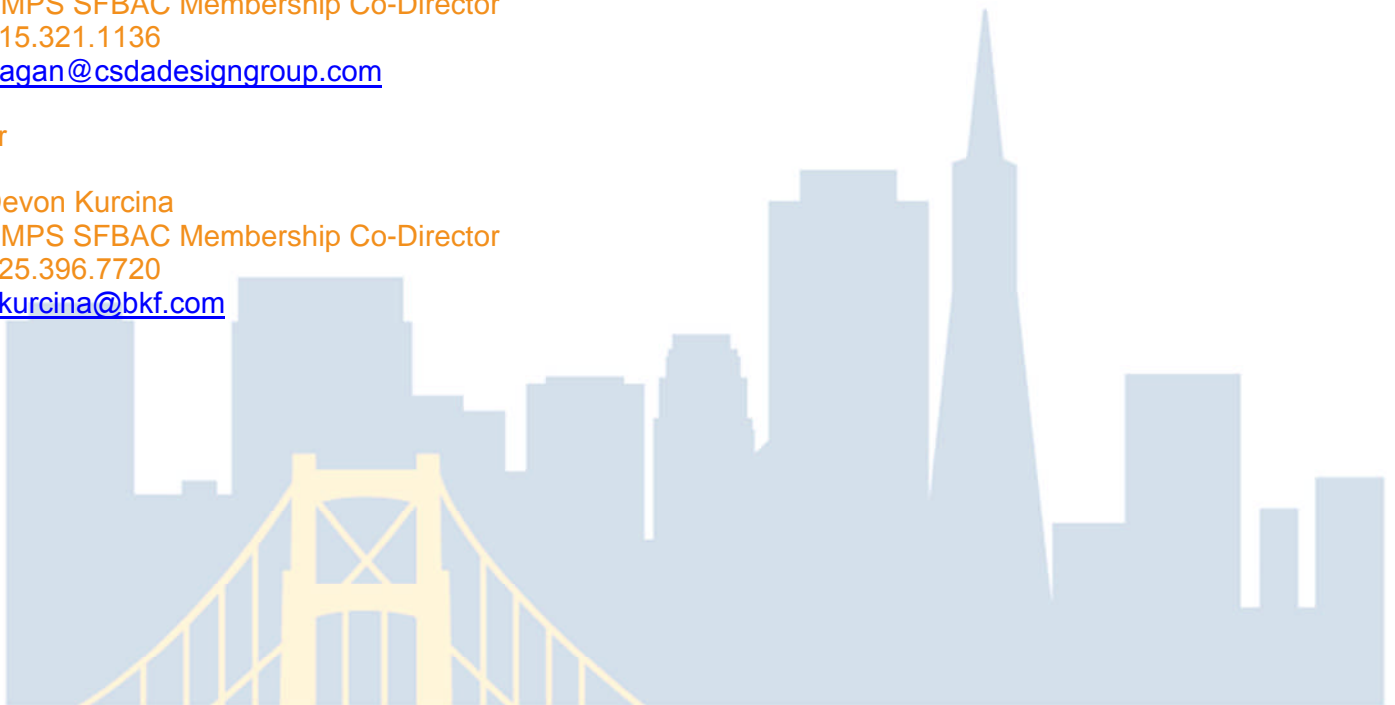 MPS SFBAC Membership Co-Director
15.321.1136
agan@csdadesigngroup.com
r
evon Kurcina
MPS SFBAC Membership Co-Director
25.396.7720
kurcina@bkf.com